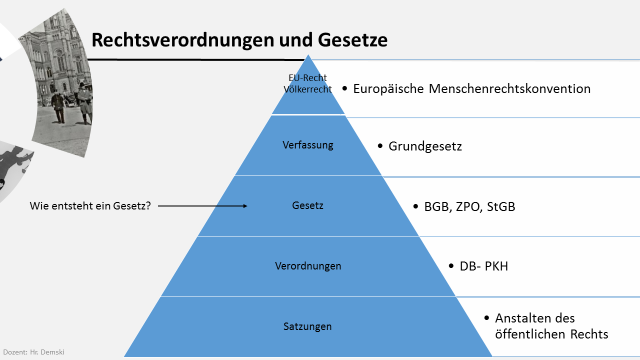 Rechtsverordnungen und Gesetze
EU-Recht
Völkerrecht
• Europäische Menschenrechtskonvention
Verfassung
• Grundgesetz
Wie entsteht ein Gesetz?
Gesetz
• BGB, ZPO, StGB
Verordnungen
• DB- PKH
Satzungen
• Anstalten des
öffentlichen Rechts
Dozent: Hr. Demski